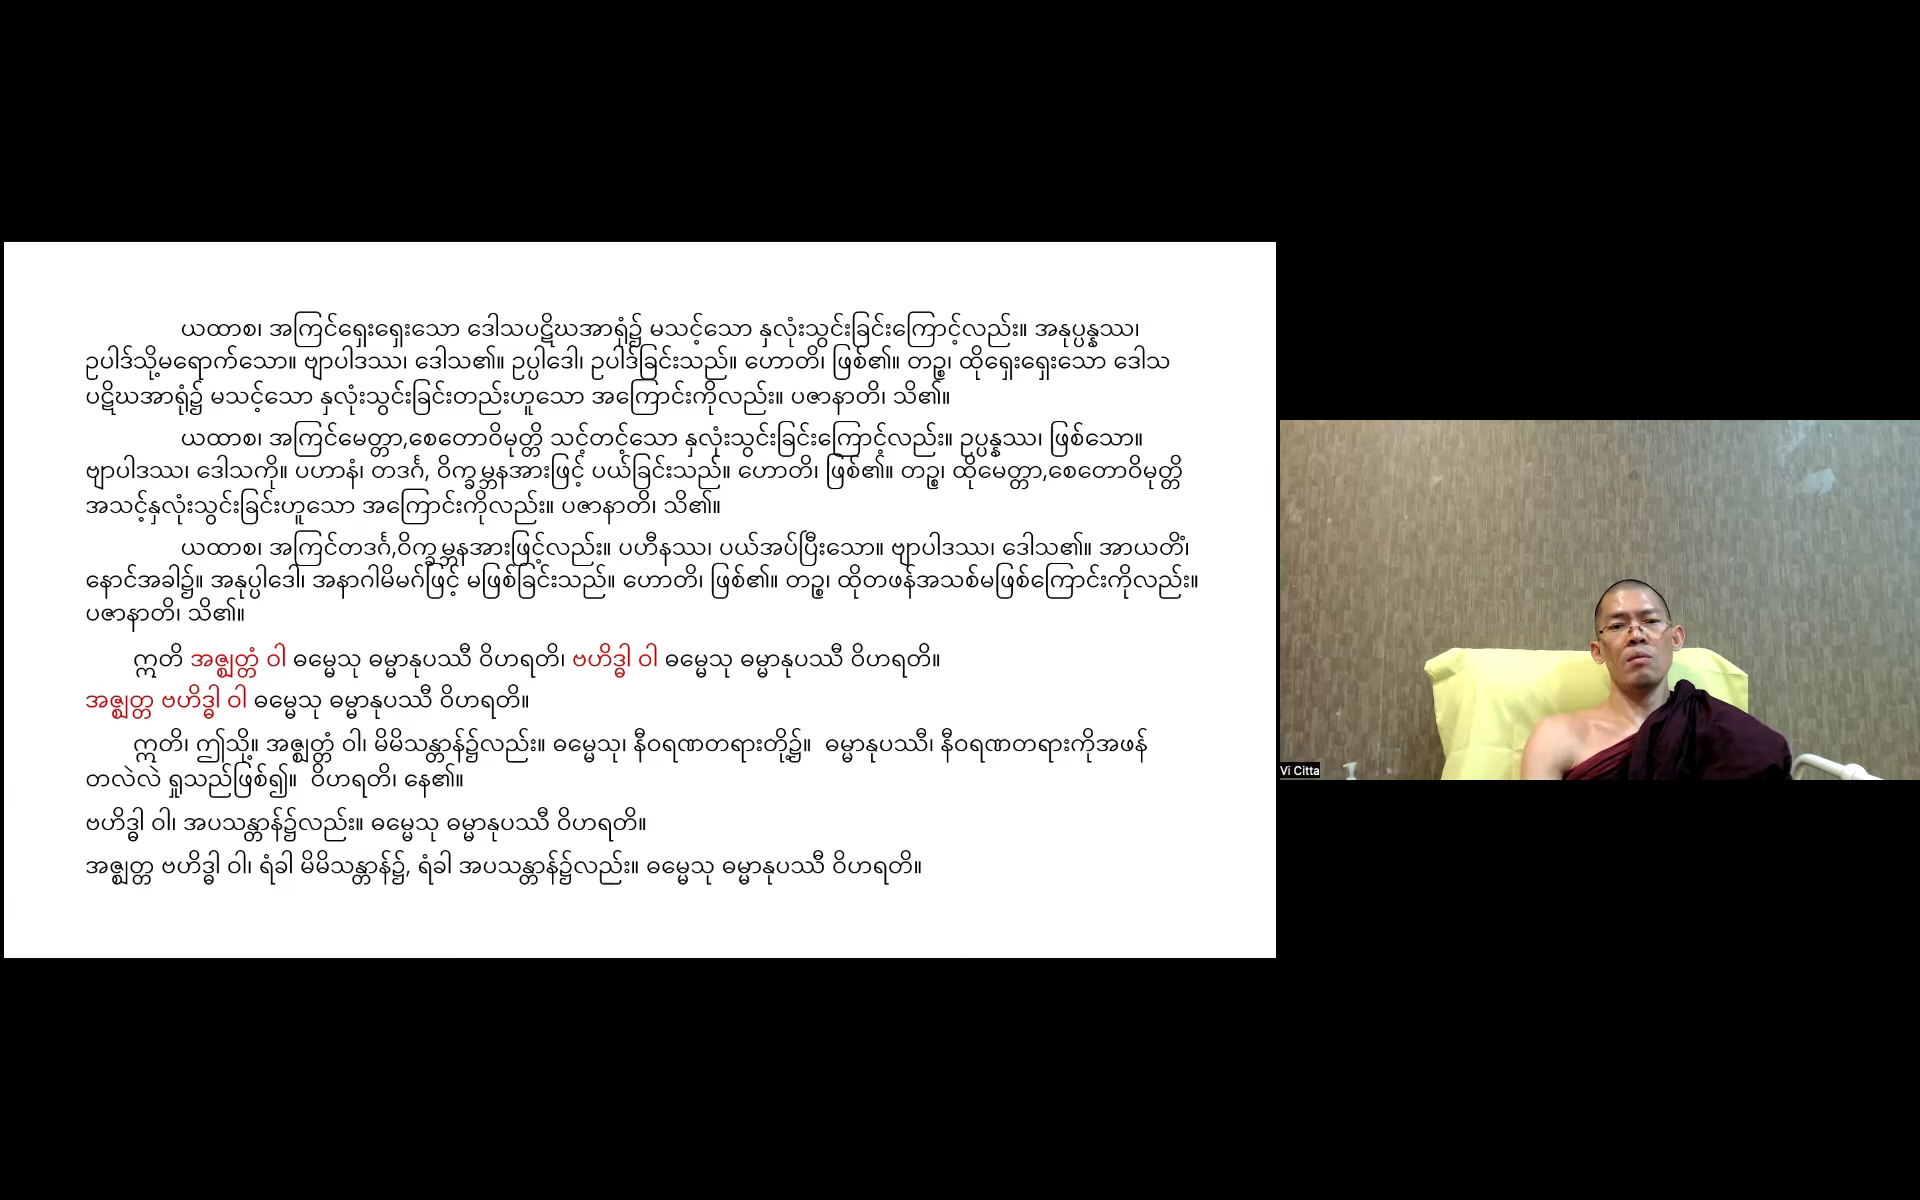 ယထာစ၊ အကြင်ရှေးရှေးသော ဒေါသပဋိဃအာရုံ၌ မသင့်သော နှလုံးသွင်းခြင်းကြောင့်လည်း။ အနုပ္ပန္နဿ၊
ဥပါဒ်သို့မရောက်သော။ ဗျာပါဒဿ၊ ဒေါသ၏။ ဥပ္ပါဒေါ၊ ဥပါဒ်ခြင်းသည်။ ဟောတိ၊ ဖြစ်၏။ တဉ္စ၊ ထိုရှေးရှေးသော ဒေါသ
ပဋိဃအာရုံ၌ မသင့်သော နှလုံးသွင်းခြင်းတည်းဟူသော အကြောင်းကိုလည်း။ ပဇာနာတိ၊ သိ၏။
ယထာစ၊ အကြင်မေတ္တာ,စေတောဝိမုတ္တိ သင့်တင့်သော နှလုံးသွင်းခြင်းကြောင့်လည်း။ ဥပ္ပန္နဿ၊ ဖြစ်သော။
ဗျာပါဒဿ၊ ဒေါသကို။ ပဟာနံ၊ တဒင်္ဂ, ဝိက္ခမ္ဘနအားဖြင့် ပယ်ခြင်းသည်။ ဟောတိ၊ ဖြစ်၏။ တဉ္စ၊ ထိုမေတ္တာ,စေတောဝိမုတ္တိ
အသင့်နှလုံးသွင်းခြင်းဟူသော အကြောင်းကိုလည်း။ ပဇာနာတိ၊ သိ၏။
ယထာစ၊ အကြင်တဒင်္ဂ,ဝိက္ခမ္ဘနအားဖြင့်လည်း။ ပဟီနဿ၊ ပယ်အပ်ပြီးသော။ ဗျာပါဒဿ၊ ဒေါသ၏။ အာယတိံ၊
နောင်အခါ၌။ အနုပ္ပါဒေါ၊ အနာဂါမိမဂ်ဖြင့် မဖြစ်ခြင်းသည်။ ဟောတိ၊ ဖြစ်၏။ တဉ္စ၊ ထိုတဖန်အသစ်မဖြစ်ကြောင်းကိုလည်း။
ပဇာနာတိ၊ သိ၏။
ဣတိ အဇ္ဈတ္တံ ဝါ ဓမ္မေသု ဓမ္မာနုပဿီ ဝိဟရတိ၊ ဗဟိဒ္ဓါ ဝါ ဓမ္မေသု ဓမ္မာနုပဿီ ဝိဟရတိ။
အဇ္ဈတ္တ ဗဟိဒ္ဓါ ဝါ ဓမ္မေသု ဓမ္မာနုပဿီ ဝိဟရတိ။
ဣတိ၊ ဤသို့။ အဇ္ဈတ္တံ ဝါ၊ မိမိသန္တာန်၌လည်း။ ဓမ္မေသု၊ နီဝရဏတရားတို့၌။ ဓမ္မာနုပဿီ၊ နီဝရဏတရားကိုအဖန်
တလဲလဲ ရှုသည်ဖြစ်၍။ ဝိဟရတိ၊ နေ၏။
ဗဟိဒ္ဓါ ဝါ၊ အပသန္တာန်၌လည်း။ ဓမ္မေသု ဓမ္မာနုပဿီ ဝိဟရတိ။
အဇ္ဈတ္တ ဗဟိဒ္ဓါ ဝါ၊ ရံခါ မိမိသန္တာန်၌, ရံခါ အပသန္တာန်၌လည်း။ ဓမ္မေသု ဓမ္မာနုပဿီ ဝိဟရတိ။
Vi Citta